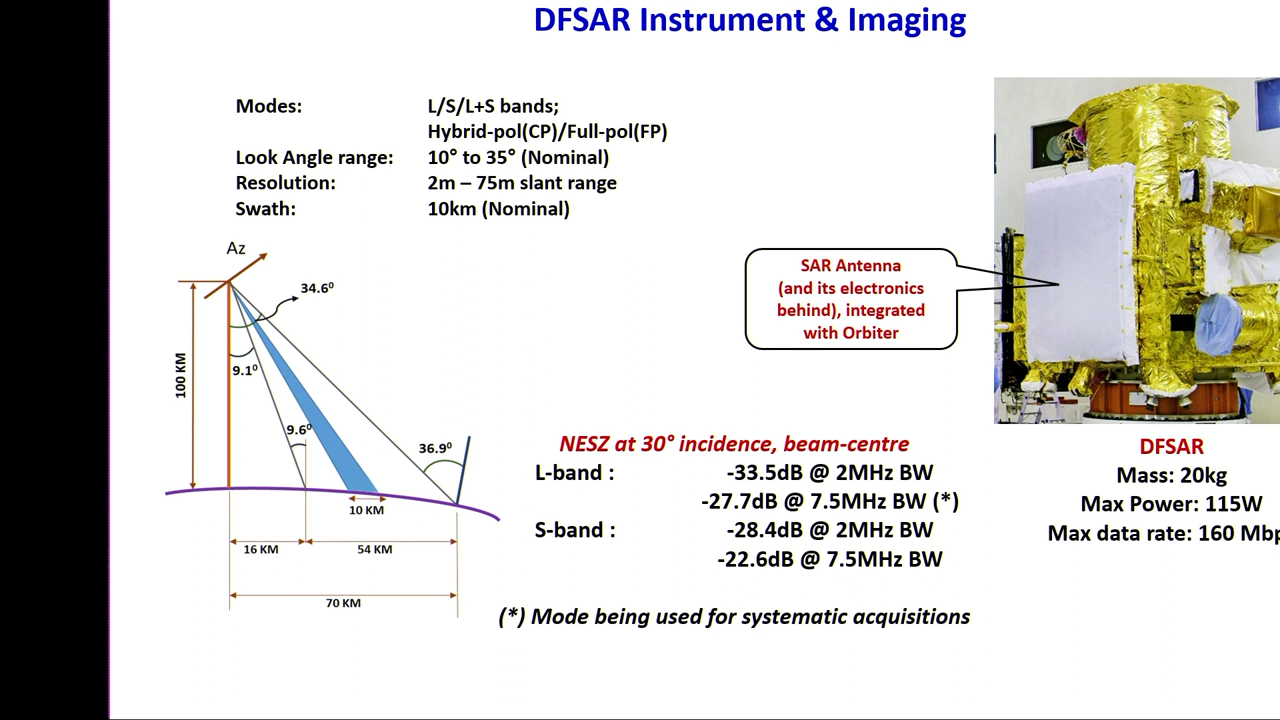 DFSAR Instrument & Imaging
Modes: L/S/L+S bands;
Hybrid-pol(CP)/Full-pol(FP)
Look Angle range: 10° to 35° (Nominal)
Resolution: 2m – 75m slant range
Swath: 10km (Nominal)
Az
34.6⁰
100 KM
9.1⁰
9.6⁰
36.9⁰
10 KM
16 KM
54 KM
70 KM
SAR Antenna
(and its electronics
behind), integrated
with Orbiter
NESZ at 30° incidence, beam-centre
L-band : -33.5dB @ 2MHz BW
-27.7dB @ 7.5MHz BW (*)
S-band : -28.4dB @ 2MHz BW
-22.6dB @ 7.5MHz BW
(*) Mode being used for systematic acquisitions
DFSAR
Mass: 20kg
Max Power: 115W
Max data rate: 160